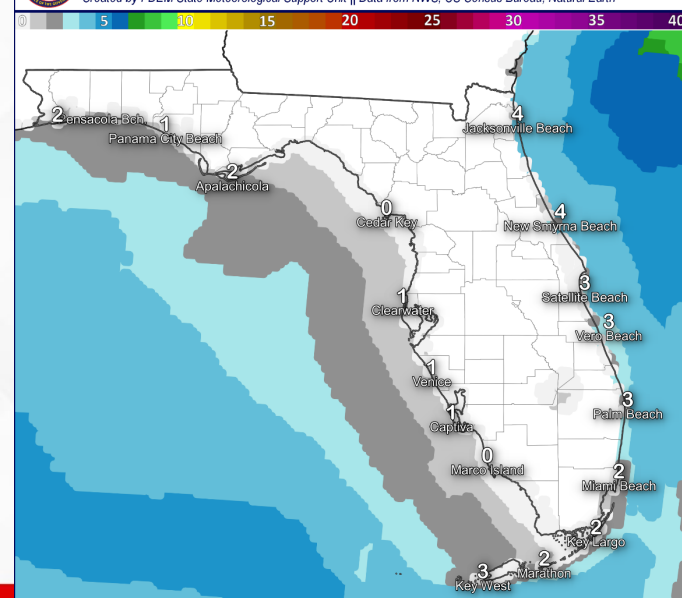 Created by FDEM State Meteorological Support Unit || Data from NWS, US Census Bureau, Natural Earth
0 5 10 15 20 25 30 35 40
4
Jacksonville Beach
2
Pensacola Bch
1
Panama City Beach
2
Apalachicola
0
Cedar Key
4
New Smyrna Beach
3
Satellite Beach
1
Clearwater
3
Vero Beach
1
Venice
3
Palm Beach
1
Captiva
0
Marco Island
2
Miami Beach
2
Key Largo
2
Marathon
3
Key West